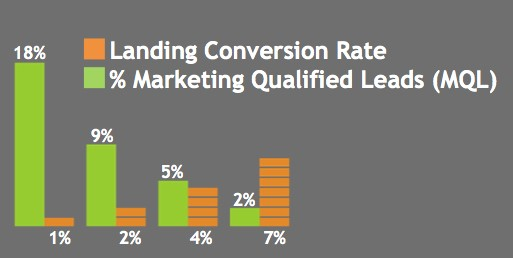 18%
Landing Conversion Rate
% Marketing Qualified Leads (MQL)
9%
5%
2%
1% 2% 4% 7%